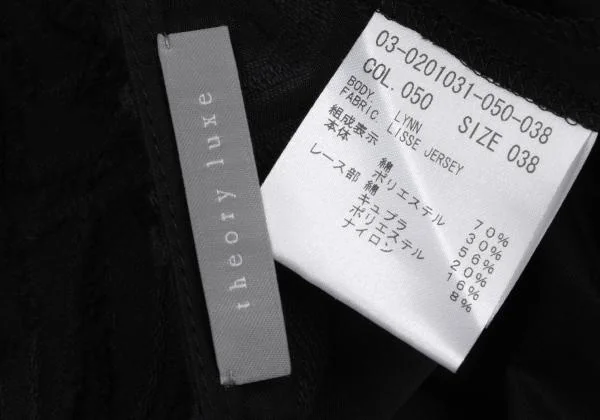 theory luxe
03-0201031-050-038
COL. 050 SIZE 038
BODY. LYNN
FABRIC. LISSE JERSEY
組成表示
本体 綿 70%
ポリエステル 30%
レース部 綿 56%
キュプラ 20%
ポリエステル 16%
ナイロン 8%